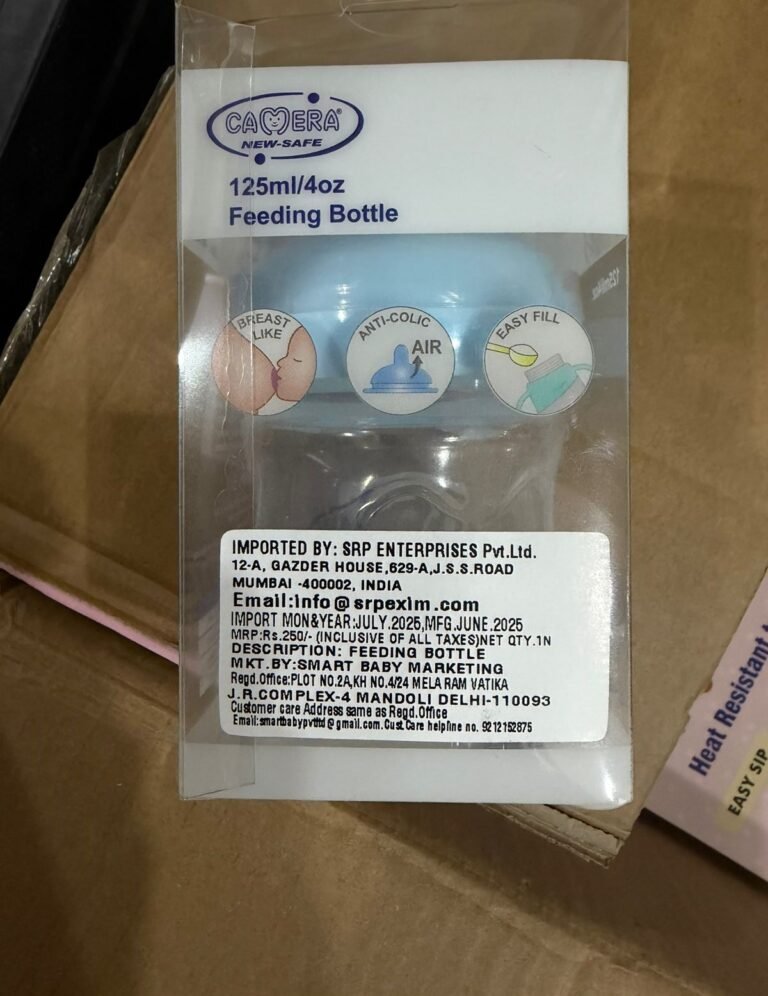 CAMERA®
NEW-SAFE
125ml/4oz
Feeding Bottle
BREAST LIKE
ANTI-COLIC
AIR
EASY FILL
IMPORTED BY: SRP ENTERPRISES Pvt.Ltd.
12-A, GAZDER HOUSE,629-A,J.S.S.ROAD
MUMBAI -400002, INDIA
Email:Info@srpexim.com
IMPORT MON&YEAR:JULY.2025,MFG.JUNE.2025
MRP:Rs.250/- (INCLUSIVE OF ALL TAXES)NET QTY.1N
DESCRIPTION: FEEDING BOTTLE
MKT.BY:SMART BABY MARKETING
Regd.Office:PLOT NO.2A,KH NO.4/24 MELA RAM VATIKA
J.R.COMPLEX-4 MANDOLI DELHI-110093
Customer care Address same as Regd.Office
Email:smartbabypvtltd@gmail.com.Cust.Care helpline no. 9212152875
Heat Resistant
EASY SIP